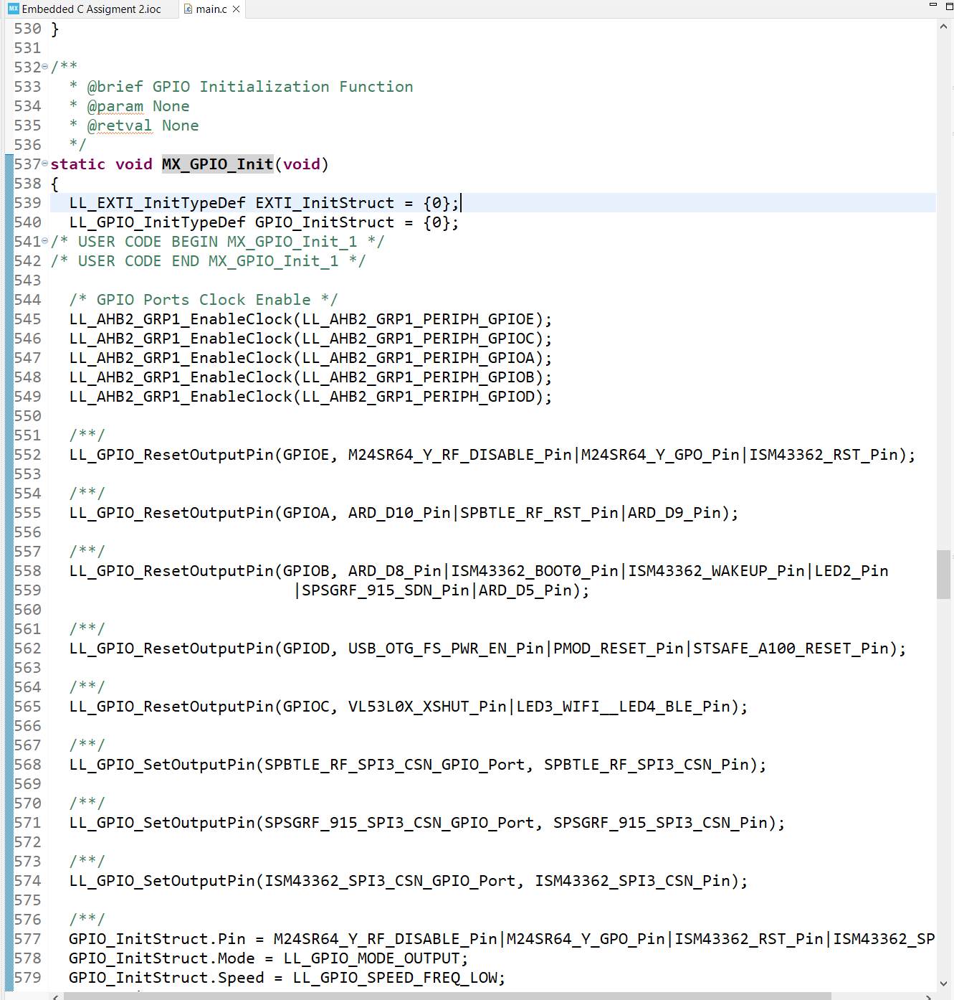 MX Embedded C Assigment 2.ioc
.c main.c
530 }
531
532 /**
533   * @brief GPIO Initialization Function
534   * @param None
535   * @retval None
536   */
537 static void MX_GPIO_Init(void)
538 {
539   LL_EXTI_InitTypeDef EXTI_InitStruct = {0};
540   LL_GPIO_InitTypeDef GPIO_InitStruct = {0};
541 /* USER CODE BEGIN MX_GPIO_Init_1 */
542 /* USER CODE END MX_GPIO_Init_1 */
543
544   /* GPIO Ports Clock Enable */
545   LL_AHB2_GRP1_EnableClock(LL_AHB2_GRP1_PERIPH_GPIOE);
546   LL_AHB2_GRP1_EnableClock(LL_AHB2_GRP1_PERIPH_GPIOC);
547   LL_AHB2_GRP1_EnableClock(LL_AHB2_GRP1_PERIPH_GPIOA);
548   LL_AHB2_GRP1_EnableClock(LL_AHB2_GRP1_PERIPH_GPIOB);
549   LL_AHB2_GRP1_EnableClock(LL_AHB2_GRP1_PERIPH_GPIOD);
550
551   /**/
552   LL_GPIO_ResetOutputPin(GPIOE, M24SR64_Y_RF_DISABLE_Pin|M24SR64_Y_GPO_Pin|ISM43362_RST_Pin);
553
554   /**/
555   LL_GPIO_ResetOutputPin(GPIOA, ARD_D10_Pin|SPBTLE_RF_RST_Pin|ARD_D9_Pin);
556
557   /**/
558   LL_GPIO_ResetOutputPin(GPIOB, ARD_D8_Pin|ISM43362_BOOT0_Pin|ISM43362_WAKEUP_Pin|LED2_Pin
559                           |SPSGRF_915_SDN_Pin|ARD_D5_Pin);
560
561   /**/
562   LL_GPIO_ResetOutputPin(GPIOD, USB_OTG_FS_PWR_EN_Pin|PMOD_RESET_Pin|STSAFE_A100_RESET_Pin);
563
564   /**/
565   LL_GPIO_ResetOutputPin(GPIOC, VL53L0X_XSHUT_Pin|LED3_WIFI__LED4_BLE_Pin);
566
567   /**/
568   LL_GPIO_SetOutputPin(SPBTLE_RF_SPI3_CSN_GPIO_Port, SPBTLE_RF_SPI3_CSN_Pin);
569
570   /**/
571   LL_GPIO_SetOutputPin(SPSGRF_915_SPI3_CSN_GPIO_Port, SPSGRF_915_SPI3_CSN_Pin);
572
573   /**/
574   LL_GPIO_SetOutputPin(ISM43362_SPI3_CSN_GPIO_Port, ISM43362_SPI3_CSN_Pin);
575
576   /**/
577   GPIO_InitStruct.Pin = M24SR64_Y_RF_DISABLE_Pin|M24SR64_Y_GPO_Pin|ISM43362_RST_Pin|ISM43362_SP
578   GPIO_InitStruct.Mode = LL_GPIO_MODE_OUTPUT;
579   GPIO_InitStruct.Speed = LL_GPIO_SPEED_FREQ_LOW;